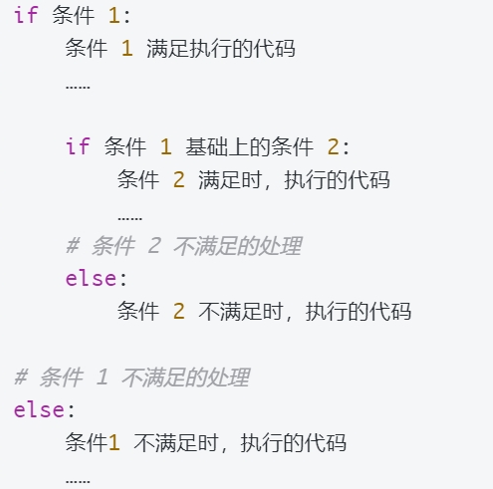 if 条件 1:
    条件 1 满足执行的代码
    ……
    if 条件 1 基础上的条件 2:
        条件 2 满足时，执行的代码
        ……
    # 条件 2 不满足的处理
    else:
        条件 2 不满足时，执行的代码
# 条件 1 不满足的处理
else:
    条件1 不满足时，执行的代码
    ……